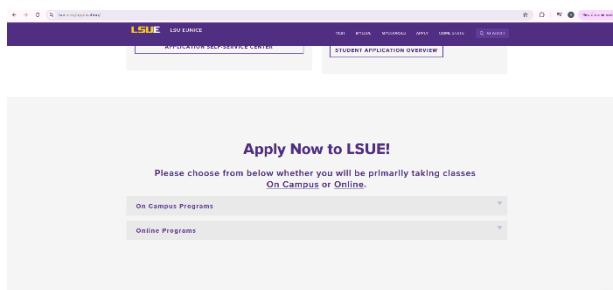 LSUE LSU EUNICE
APPLY
APPLICATION SELF-SERVICE CENTER
STUDENT APPLICATION OVERVIEW
Apply Now to LSUE!
Please choose from below whether you will be primarily taking classes
On Campus or Online.
On Campus Programs
Online Programs